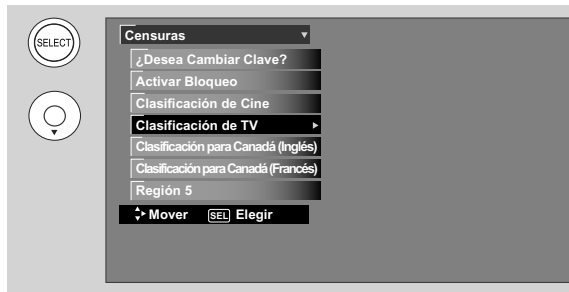 SELECT
Censuras
¿Desea Cambiar Clave?
Activar Bloqueo
Clasificación de Cine
Clasificación de TV
Clasificación para Canadá (Inglés)
Clasificación para Canadá (Francés)
Región 5
Mover SEL Elegir